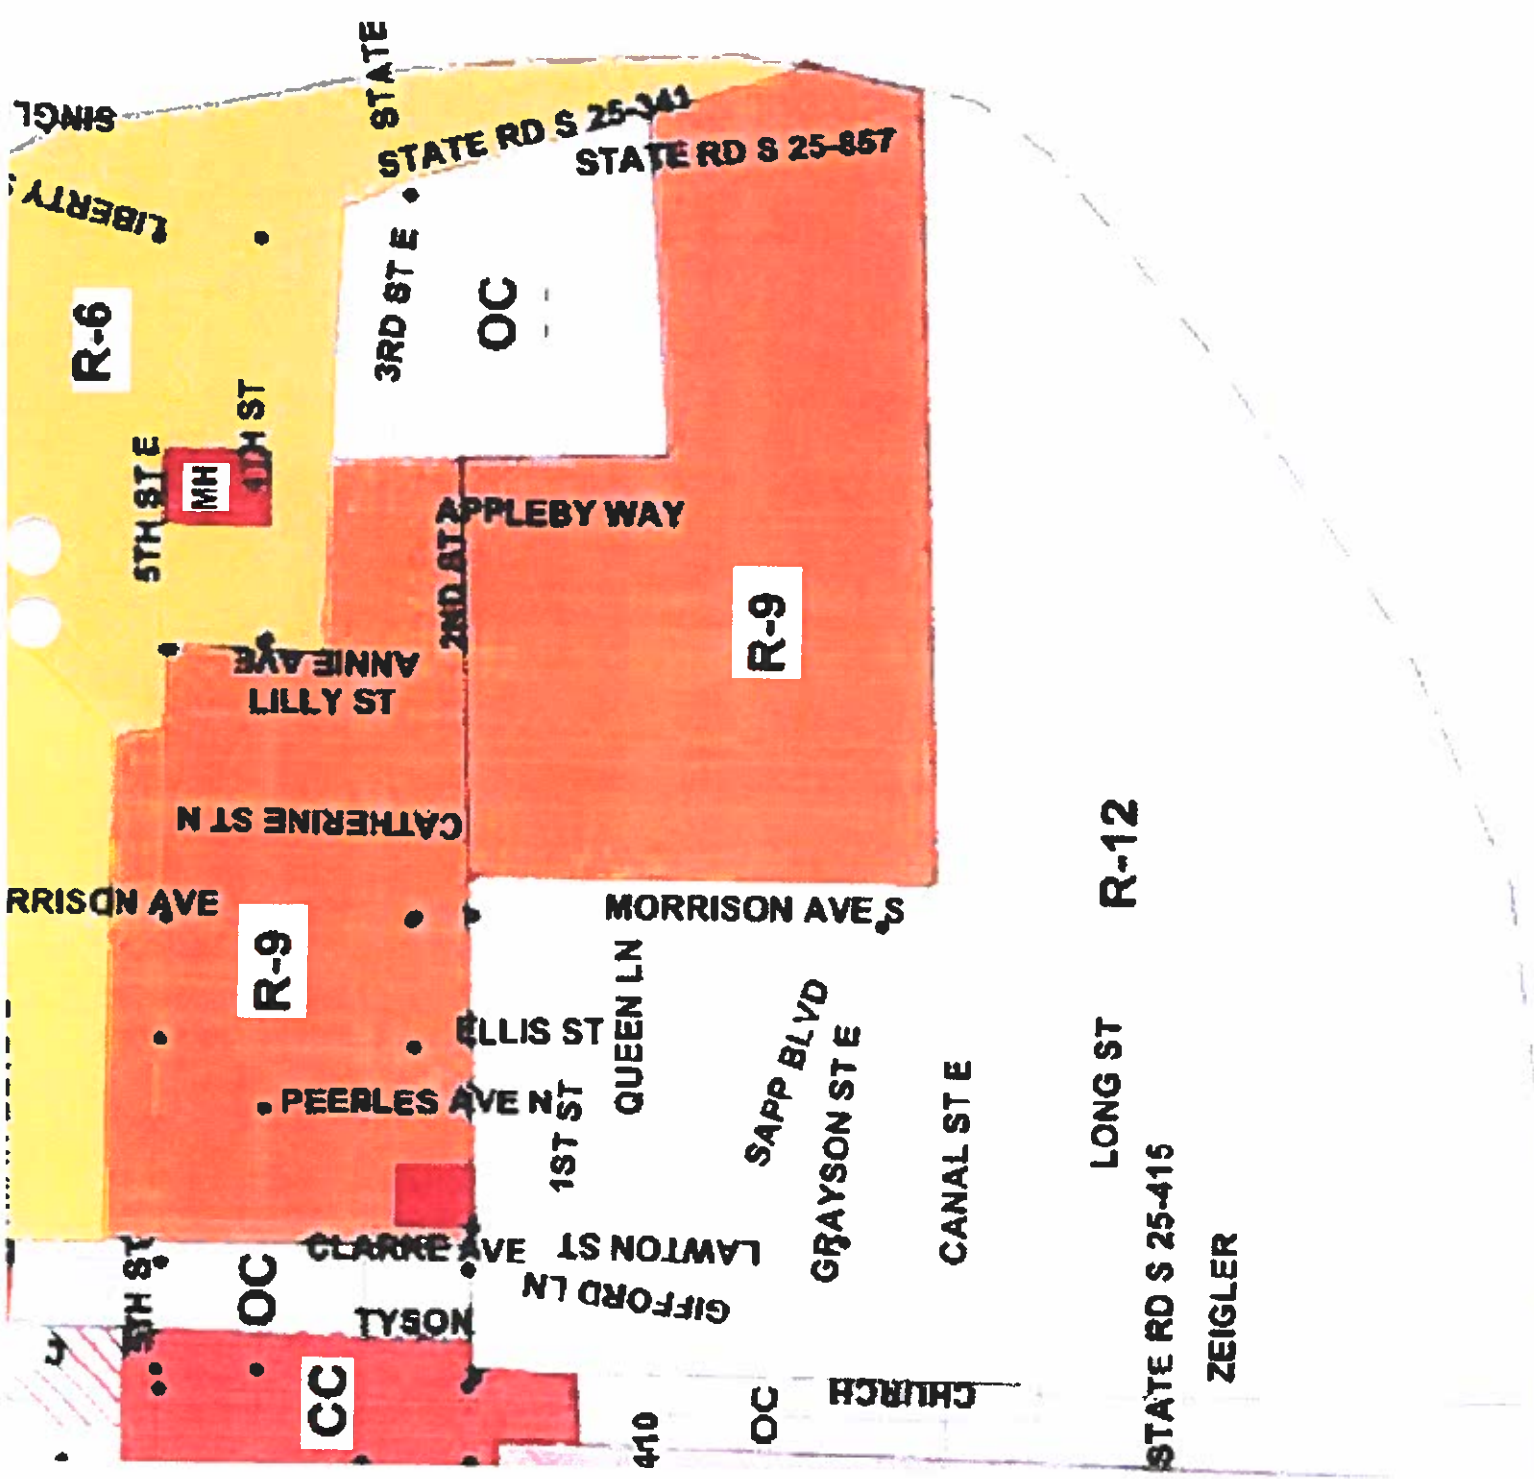 SINGL
STATE
STATE RD S 25-341
STATE RD S 25-857
LIBERTY
3RD ST E
OC
R-6
4TH ST
5TH ST E
MH
APPLEBY WAY
2ND ST
R-9
ANNIE AVE
LILLY ST
CATHERINE ST N
R-12
RRISON AVE
MORRISON AVE S
R-9
QUEEN LN
ELLIS ST
SAPP BLVD
GRAYSON ST E
LONG ST
CANAL ST E
PEEPLES AVE N
1ST ST
STATE RD S 25-415
CLARKE AVE
LAWTON ST
GIFFORD LN
5TH ST
OC
ZEIGLER
TYSON
CC
OC
CHURCH
410